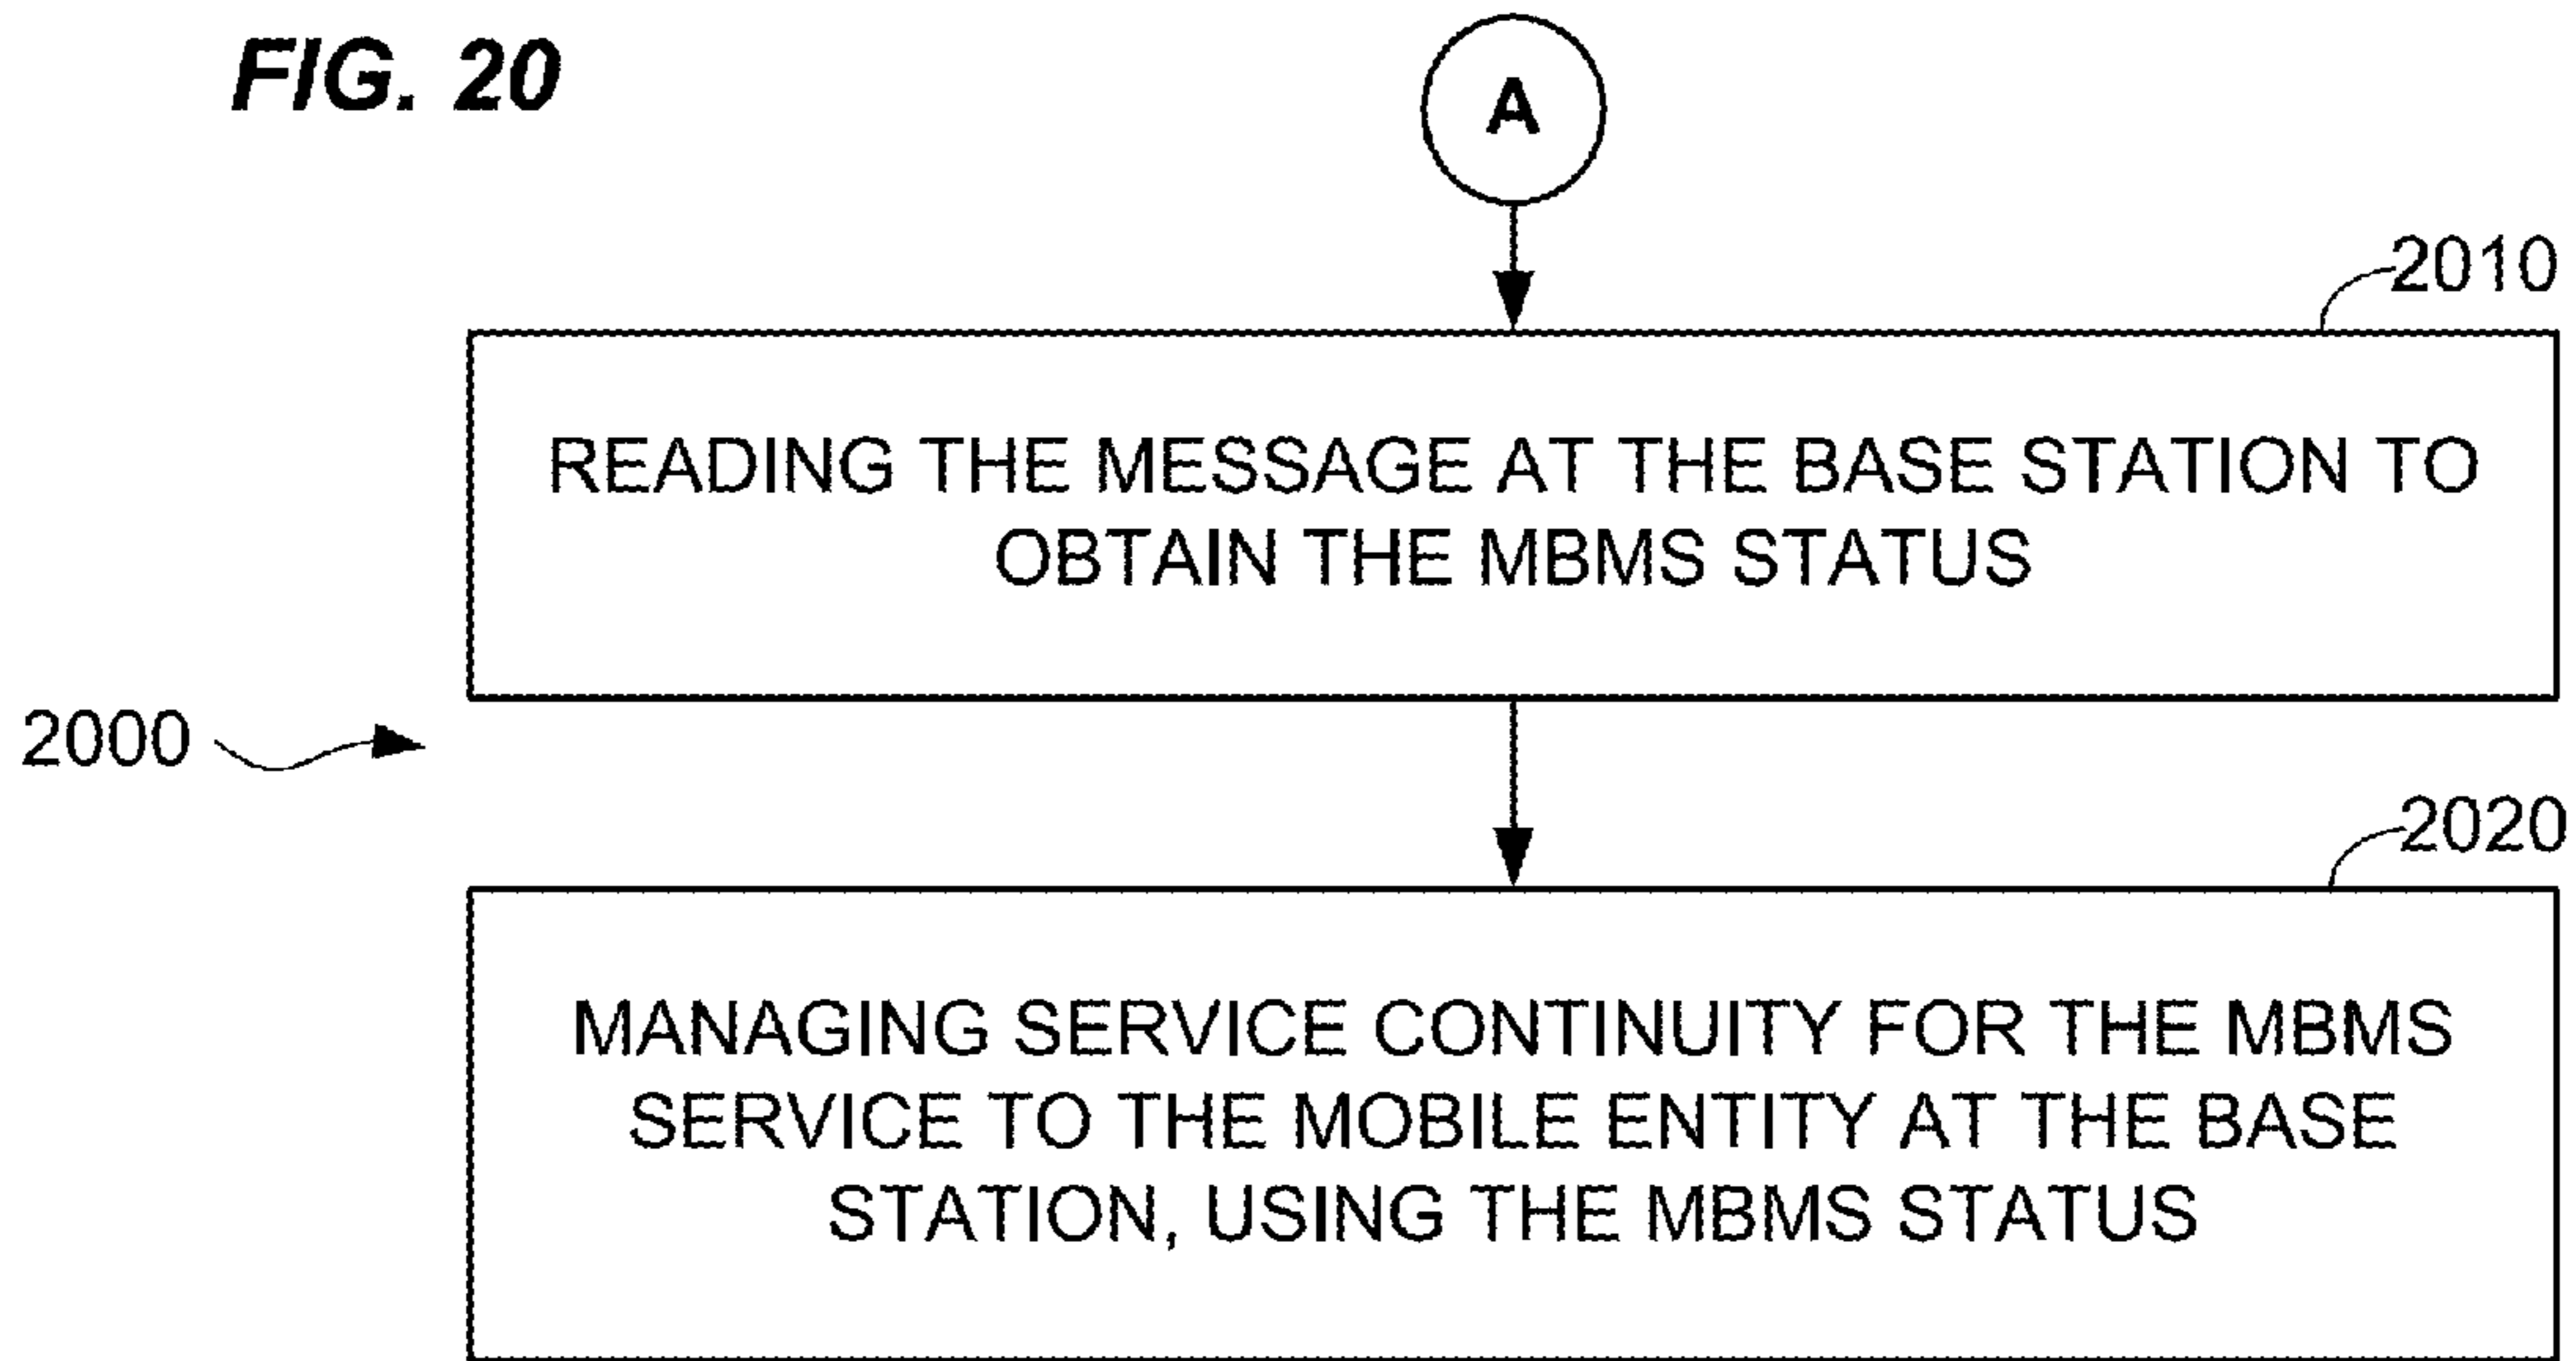 FIG. 20
A
2010
READING THE MESSAGE AT THE BASE STATION TO
OBTAIN THE MBMS STATUS
2000
2020
MANAGING SERVICE CONTINUITY FOR THE MBMS
SERVICE TO THE MOBILE ENTITY AT THE BASE
STATION, USING THE MBMS STATUS